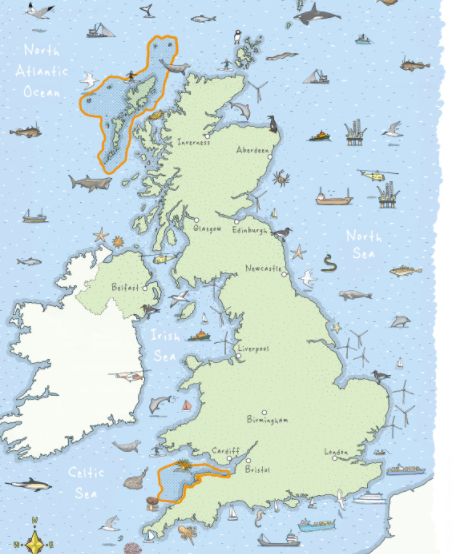 North
Atlantic
Ocean
Inverness
Aberdeen
Glasgow
Edinburgh
North
Sea
Newcastle
Belfast
Irish
Sea
Liverpool
Birmingham
Cardiff
London
Bristol
Celtic
Sea
N
W
E
S